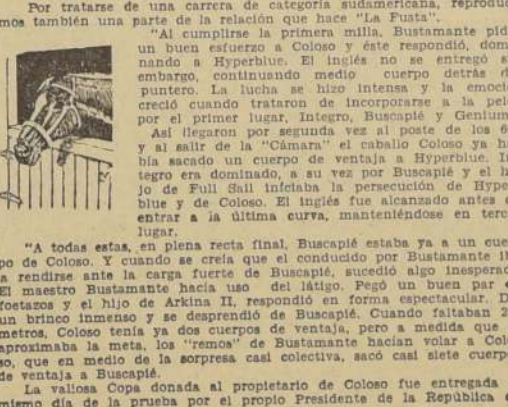 Por tratarse de una carrera de categoría sudamericana, reproduci-
mos también una parte de la relación que hace "La Fusta".
"Al cumplirse la primera milla, Bustamante pid
un buen esfuerzo a Coloso y éste respondió, domi
nando a Hyperblue. El inglés no se entregó s
embargo, continuando medio cuerpo detrás d
puntero. La lucha se hizo intensa y la emoció
creció cuando trataron de incorporarse a la pel
por el primer lugar, Integro, Buscapié y Genium
Así llegaron por segunda vez al poste de los 6
y al salir de la "Cámara" el caballo Coloso ya h
bía sacado un cuerpo de ventaja a Hyperblue. In
tegro era dominado, a su vez por Buscapié y el h
jo de Full Sail iniciaba la persecución de Hype
blue y de Coloso. El inglés fue alcanzado antes d
entrar a la última curva, manteniéndose en terc
lugar.
"A todas estas, en plena recta final, Buscapié estaba ya a un cue
po de Coloso. Y cuando se creía que el conducido por Bustamante ib
a rendirse ante la carga fuerte de Buscapié, sucedió algo inesperad
El maestro Bustamante hacía uso del látigo. Pegó un buen par d
foetazos y el hijo de Arkina II, respondió en forma espectacular. D
un brinco inmenso y se desprendió de Buscapié. Cuando faltaban 2
metros, Coloso tenía ya dos cuerpos de ventaja, pero a medida que s
aproximaba la meta, los "remos" de Bustamante hacían volar a Colo
so, que en medio de la sorpresa casi colectiva, sacó casi siete cuerpo
de ventaja a Buscapié.
La valiosa Copa donada al propietario de Coloso fue entregada
mismo día de la prueba por el propio Presidente de la República d